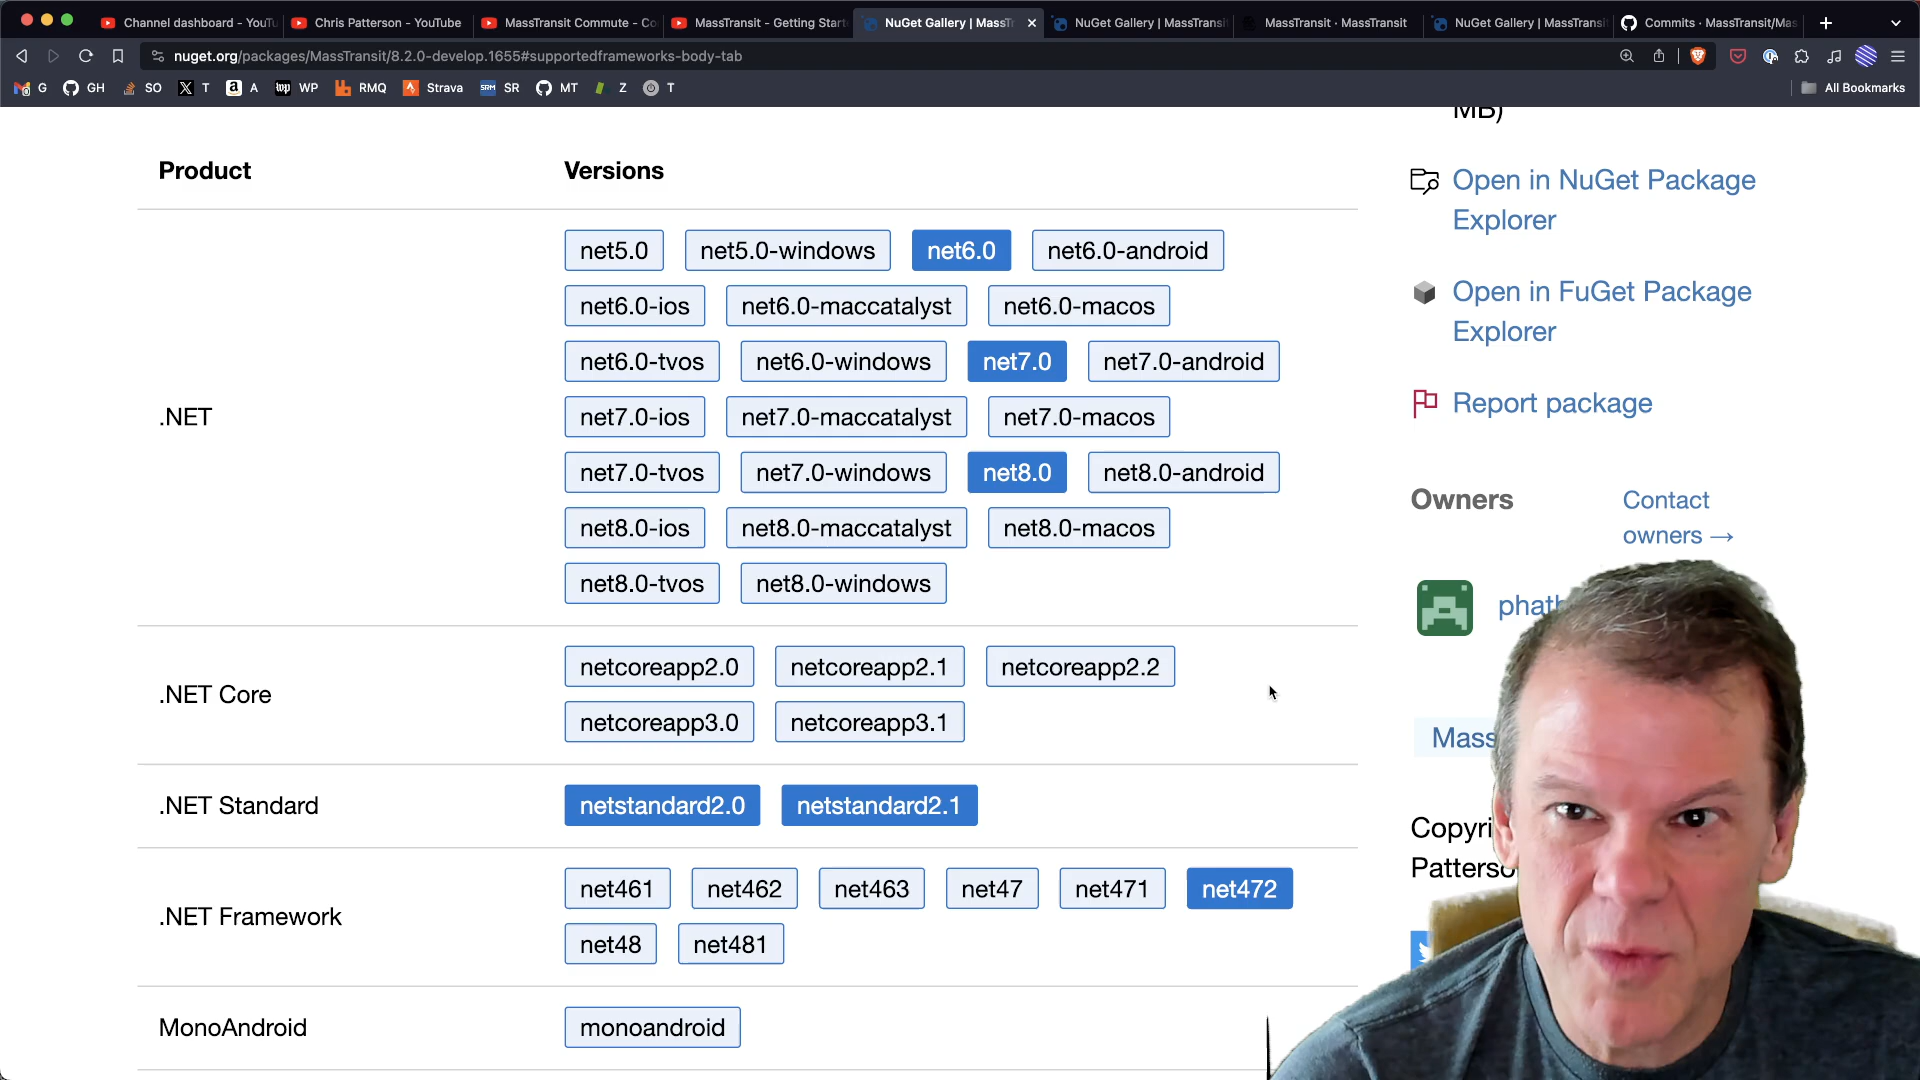 Channel dashboard - YouTu
Chris Patterson - YouTube
MassTransit Commute - Co
MassTransit - Getting Start
NuGet Gallery | MassTr
NuGet Gallery | MassTransit
MassTransit · MassTransit
NuGet Gallery | MassTransit
Commits · MassTransit/Mas
nuget.org/packages/MassTransit/8.2.0-develop.1655#supportedframeworks-body-tab
G GH SO T A WP RMQ Strava SR MT Z T All Bookmarks
MB)
Product Versions
Open in NuGet Package
Explorer
Open in FuGet Package
Explorer
Report package
.NET
net5.0 net5.0-windows net6.0 net6.0-android
net6.0-ios net6.0-maccatalyst net6.0-macos
net6.0-tvos net6.0-windows net7.0 net7.0-android
net7.0-ios net7.0-maccatalyst net7.0-macos
net7.0-tvos net7.0-windows net8.0 net8.0-android
net8.0-ios net8.0-maccatalyst net8.0-macos
net8.0-tvos net8.0-windows
Owners Contact
owners →
.NET Core
netcoreapp2.0 netcoreapp2.1 netcoreapp2.2
netcoreapp3.0 netcoreapp3.1
.NET Standard
netstandard2.0 netstandard2.1
.NET Framework
net461 net462 net463 net47 net471 net472
net48 net481
MonoAndroid
monoandroid
phatb
Mass
Copyri
Patterso